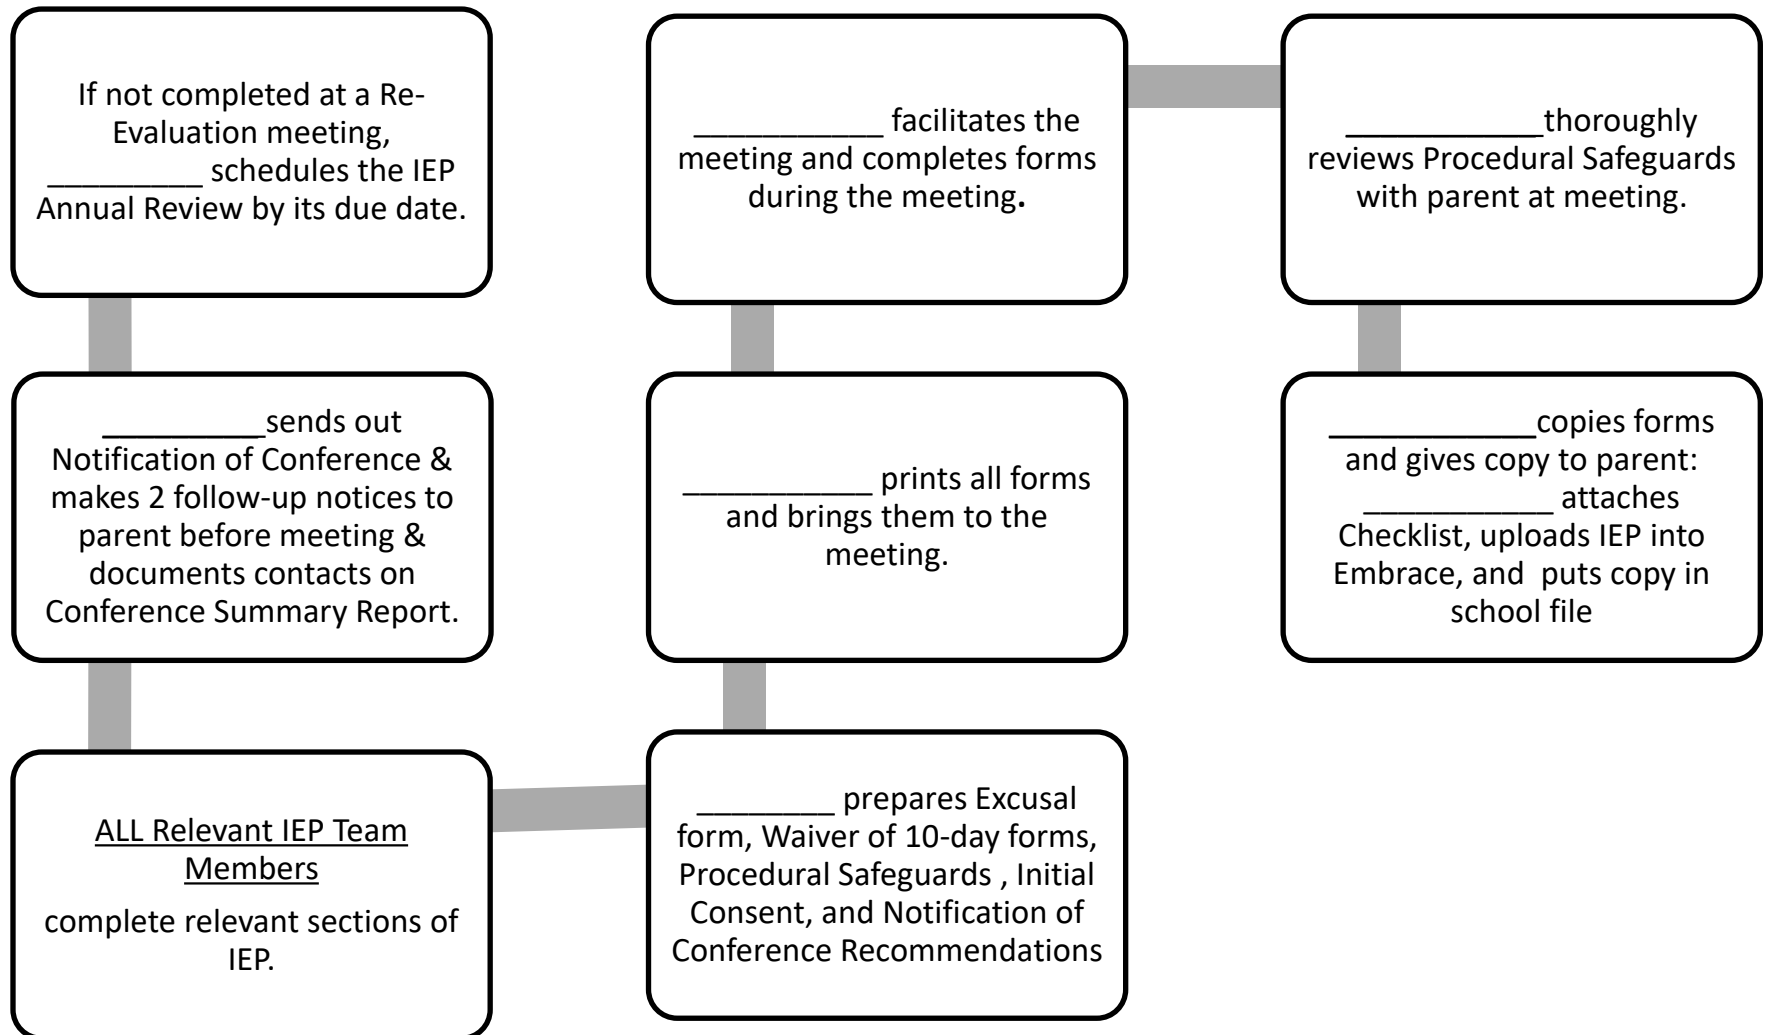 If not completed at a Re-
Evaluation meeting,
_________ schedules the IEP
Annual Review by its due date.
_________ sends out
Notification of Conference &
makes 2 follow-up notices to
parent before meeting &
documents contacts on
Conference Summary Report.
ALL Relevant IEP Team
Members
complete relevant sections of
IEP.
________ prepares Excusal
form, Waiver of 10-day forms,
Procedural Safeguards , Initial
Consent, and Notification of
Conference Recommendations
___________ prints all forms
and brings them to the
meeting.
___________ facilitates the
meeting and completes forms
during the meeting.
___________thoroughly
reviews Procedural Safeguards
with parent at meeting.
____________copies forms
and gives copy to parent:
___________ attaches
Checklist, uploads IEP into
Embrace, and  puts copy in
school file